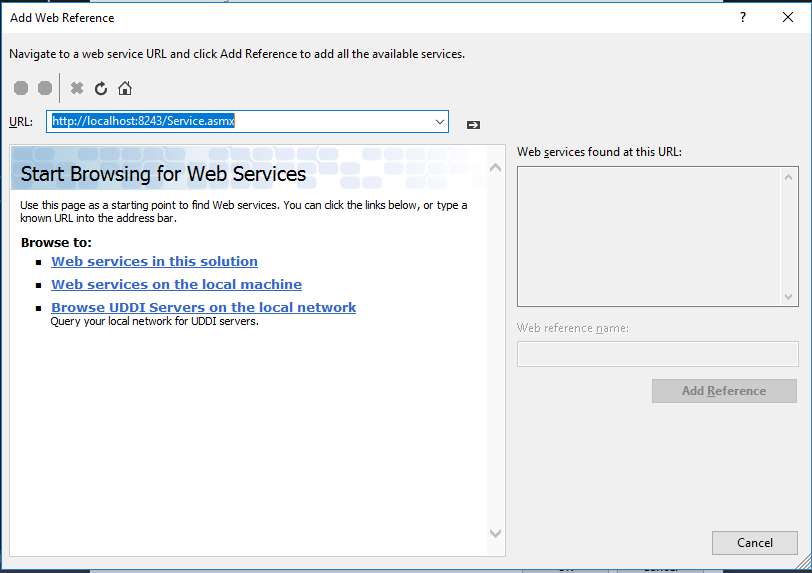 Add Web Reference
?
Navigate to a web service URL and click Add Reference to add all the available services.
URL:
http://localhost:8243/Service.asmx
Start Browsing for Web Services
Use this page as a starting point to find Web services. You can click the links below, or type a
known URL into the address bar.
Browse to:
Web services in this solution
Web services on the local machine
Browse UDDI Servers on the local network
Query your local network for UDDI servers.
Web services found at this URL:
Web reference name:
Add Reference
Cancel